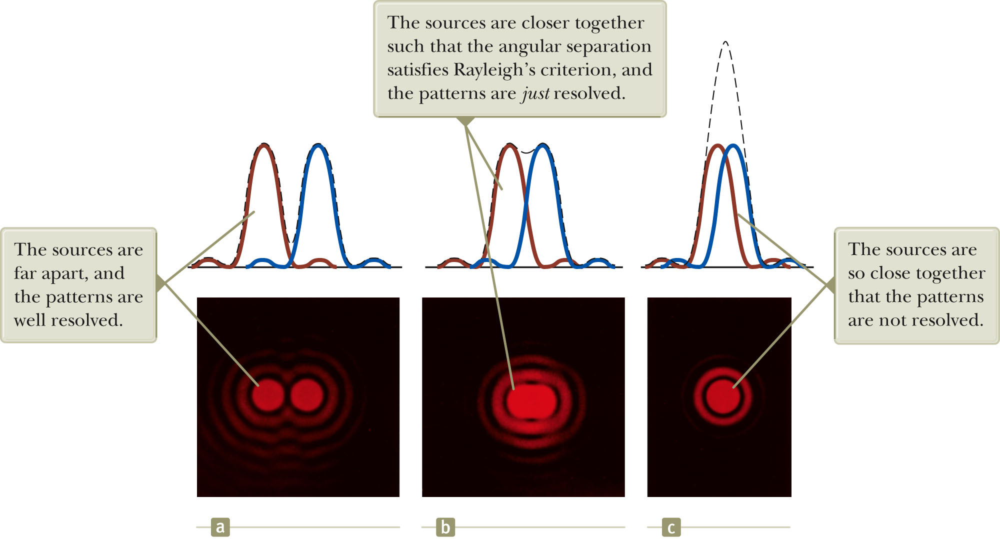 The sources are closer together
such that the angular separation
satisfies Rayleigh’s criterion, and
the patterns are just resolved.
The sources are
far apart, and
the patterns are
well resolved.
The sources are
so close together
that the patterns
are not resolved.
a
b
c